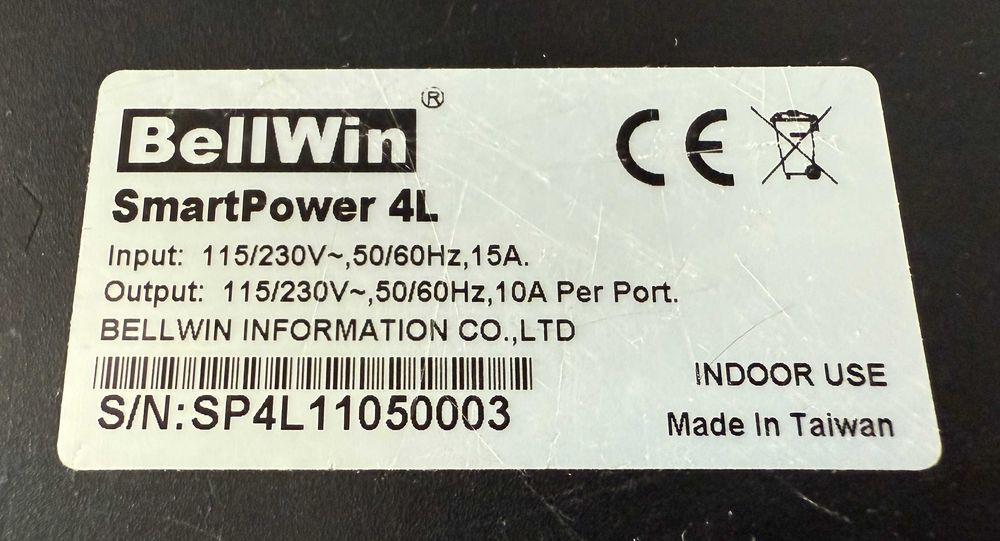 BellWin®
SmartPower 4L
Input: 115/230V~,50/60Hz,15A.
Output: 115/230V~,50/60Hz,10A Per Port.
BELLWIN INFORMATION CO.,LTD
S/N:SP4L11050003
CE
INDOOR USE
Made In Taiwan